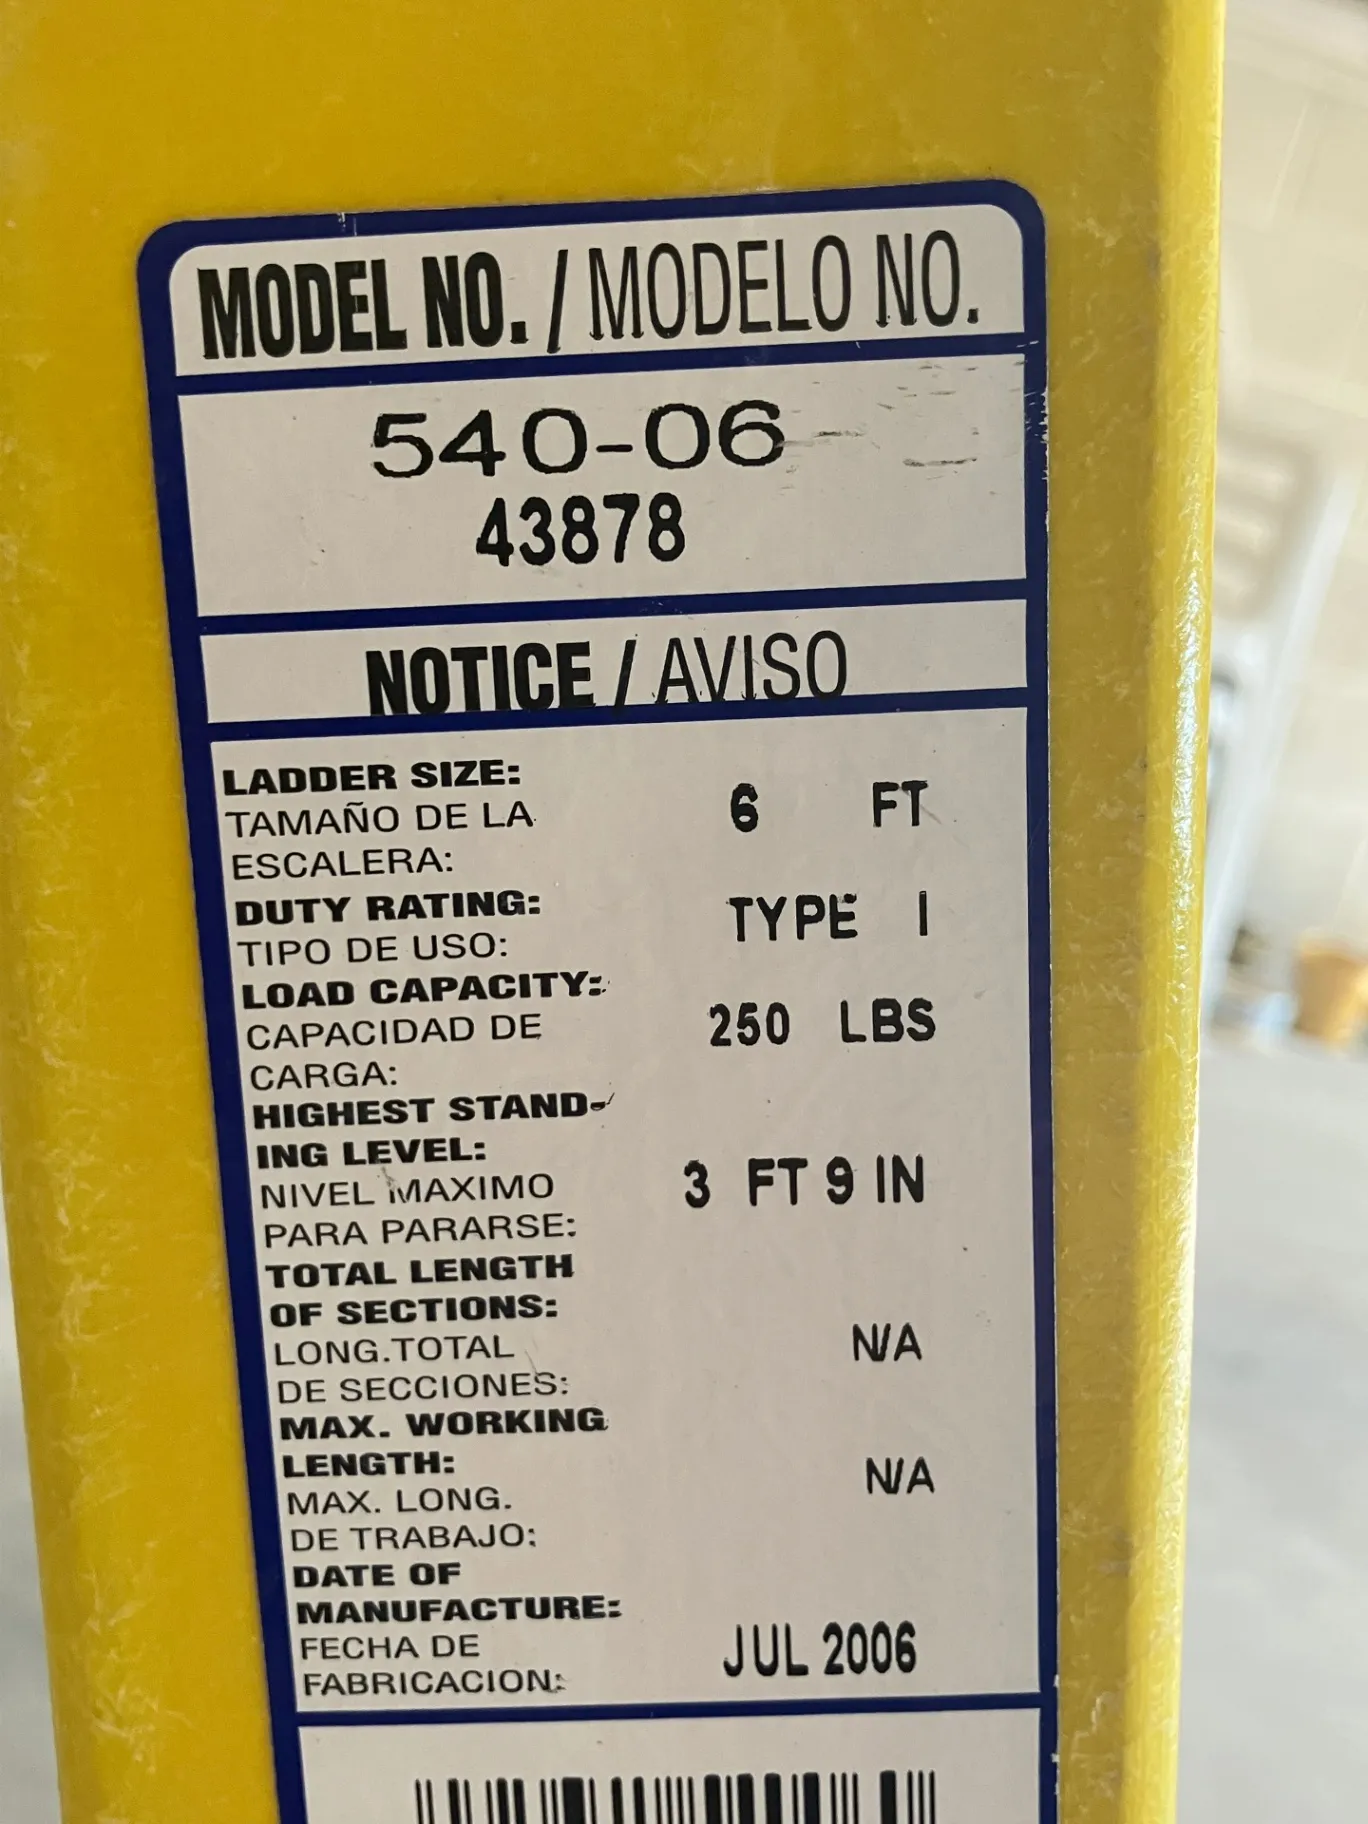 MODEL NO. / MODELO NO.
540-06
43878
NOTICE / AVISO
LADDER SIZE:
TAMAÑO DE LA
ESCALERA:
6 FT
DUTY RATING:
TIPO DE USO:
TYPE I
LOAD CAPACITY:
CAPACIDAD DE
CARGA:
250 LBS
HIGHEST STAND-
ING LEVEL:
NIVEL MAXIMO
PARA PARARSE:
3 FT 9 IN
TOTAL LENGTH
OF SECTIONS:
LONG.TOTAL
DE SECCIONES:
N/A
MAX. WORKING
LENGTH:
MAX. LONG.
DE TRABAJO:
N/A
DATE OF
MANUFACTURE:
FECHA DE
FABRICACION:
JUL 2006